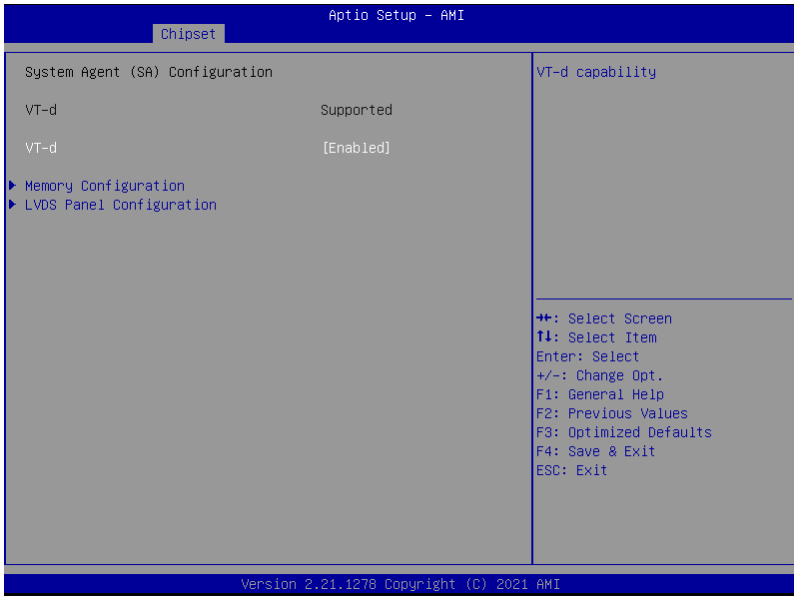 Aptio Setup – AMI
Chipset
System Agent (SA) Configuration
VT-d Supported
VT-d [Enabled]
Memory Configuration
LVDS Panel Configuration
VT-d capability
→←: Select Screen
↑↓: Select Item
Enter: Select
+/-: Change Opt.
F1: General Help
F2: Previous Values
F3: Optimized Defaults
F4: Save & Exit
ESC: Exit
Version 2.21.1278 Copyright (C) 2021 AMI